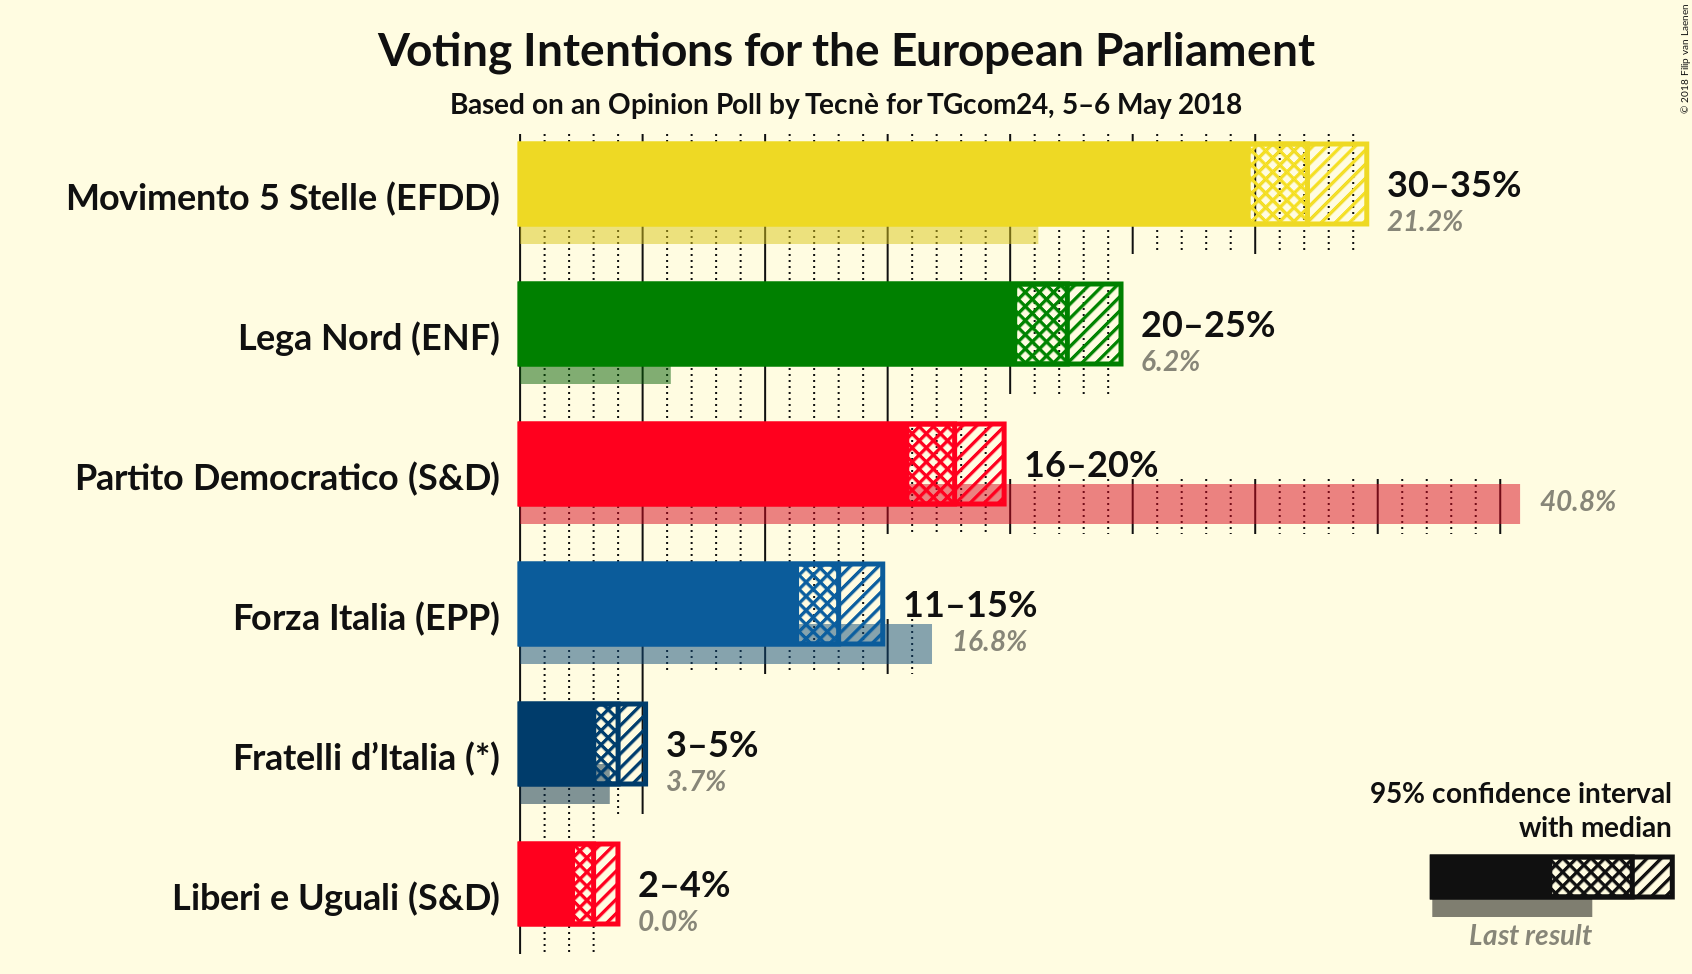 Voting Intentions for the European Parliament
Based on an Opinion Poll by Tecnè for TGcom24, 5–6 May 2018
© 2018 Filip van Laenen
Movimento 5 Stelle (EFDD)
30–35%
21.2%
Lega Nord (ENF)
20–25%
6.2%
Partito Democratico (S&D)
16–20%
40.8%
Forza Italia (EPP)
11–15%
16.8%
Fratelli d’Italia (*)
3–5%
3.7%
Liberi e Uguali (S&D)
2–4%
0.0%
95% confidence interval
with median
Last result